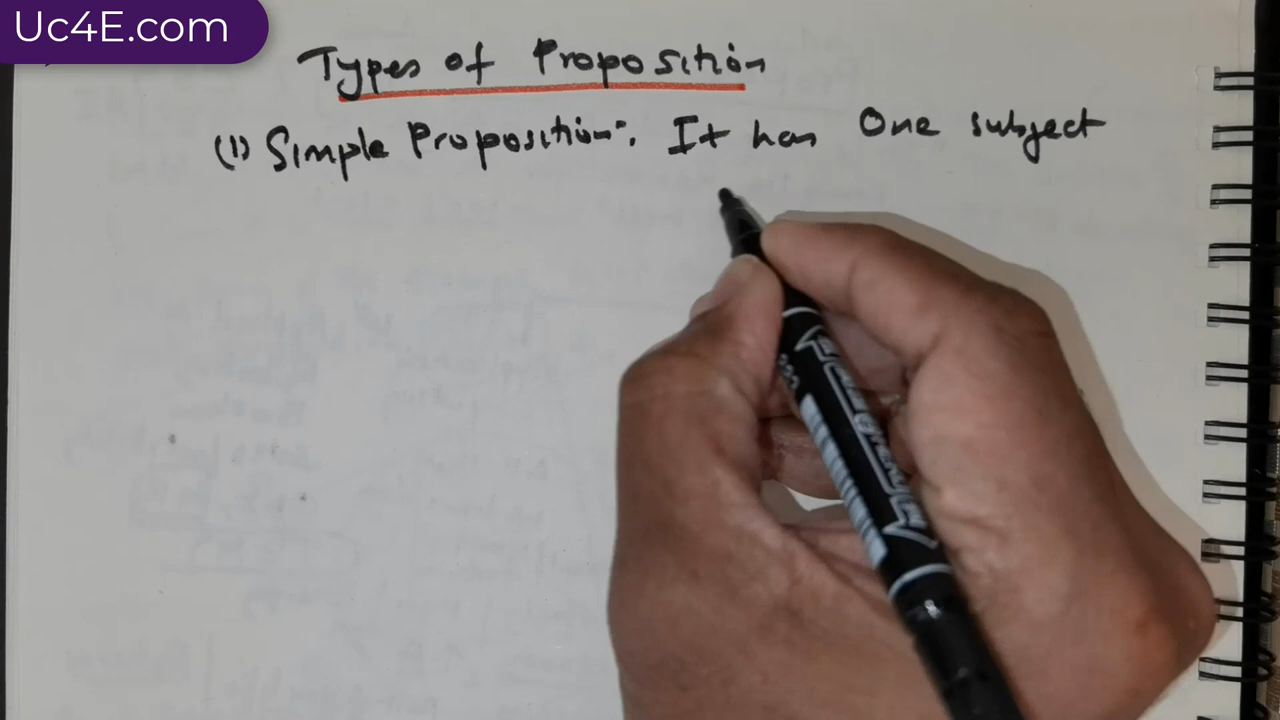 Uc4E.com
Types of Proposition
(1) Simple Proposition:. It has One subject